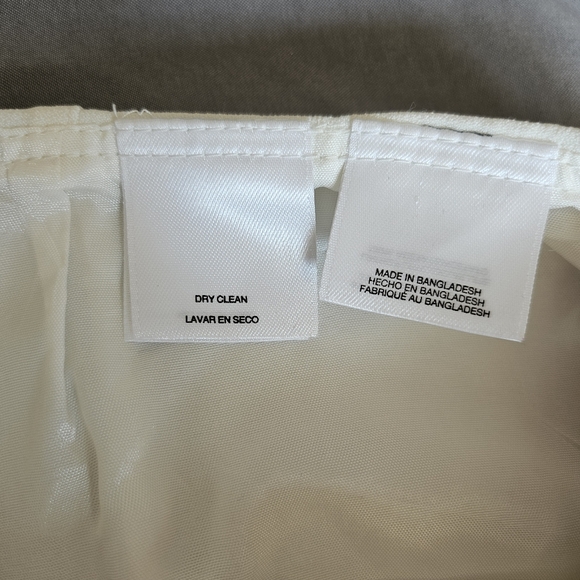 DRY CLEAN
LAVAR EN SECO
MADE IN BANGLADESH
HECHO EN BANGLADESH
FABRIQUÉ AU BANGLADESH